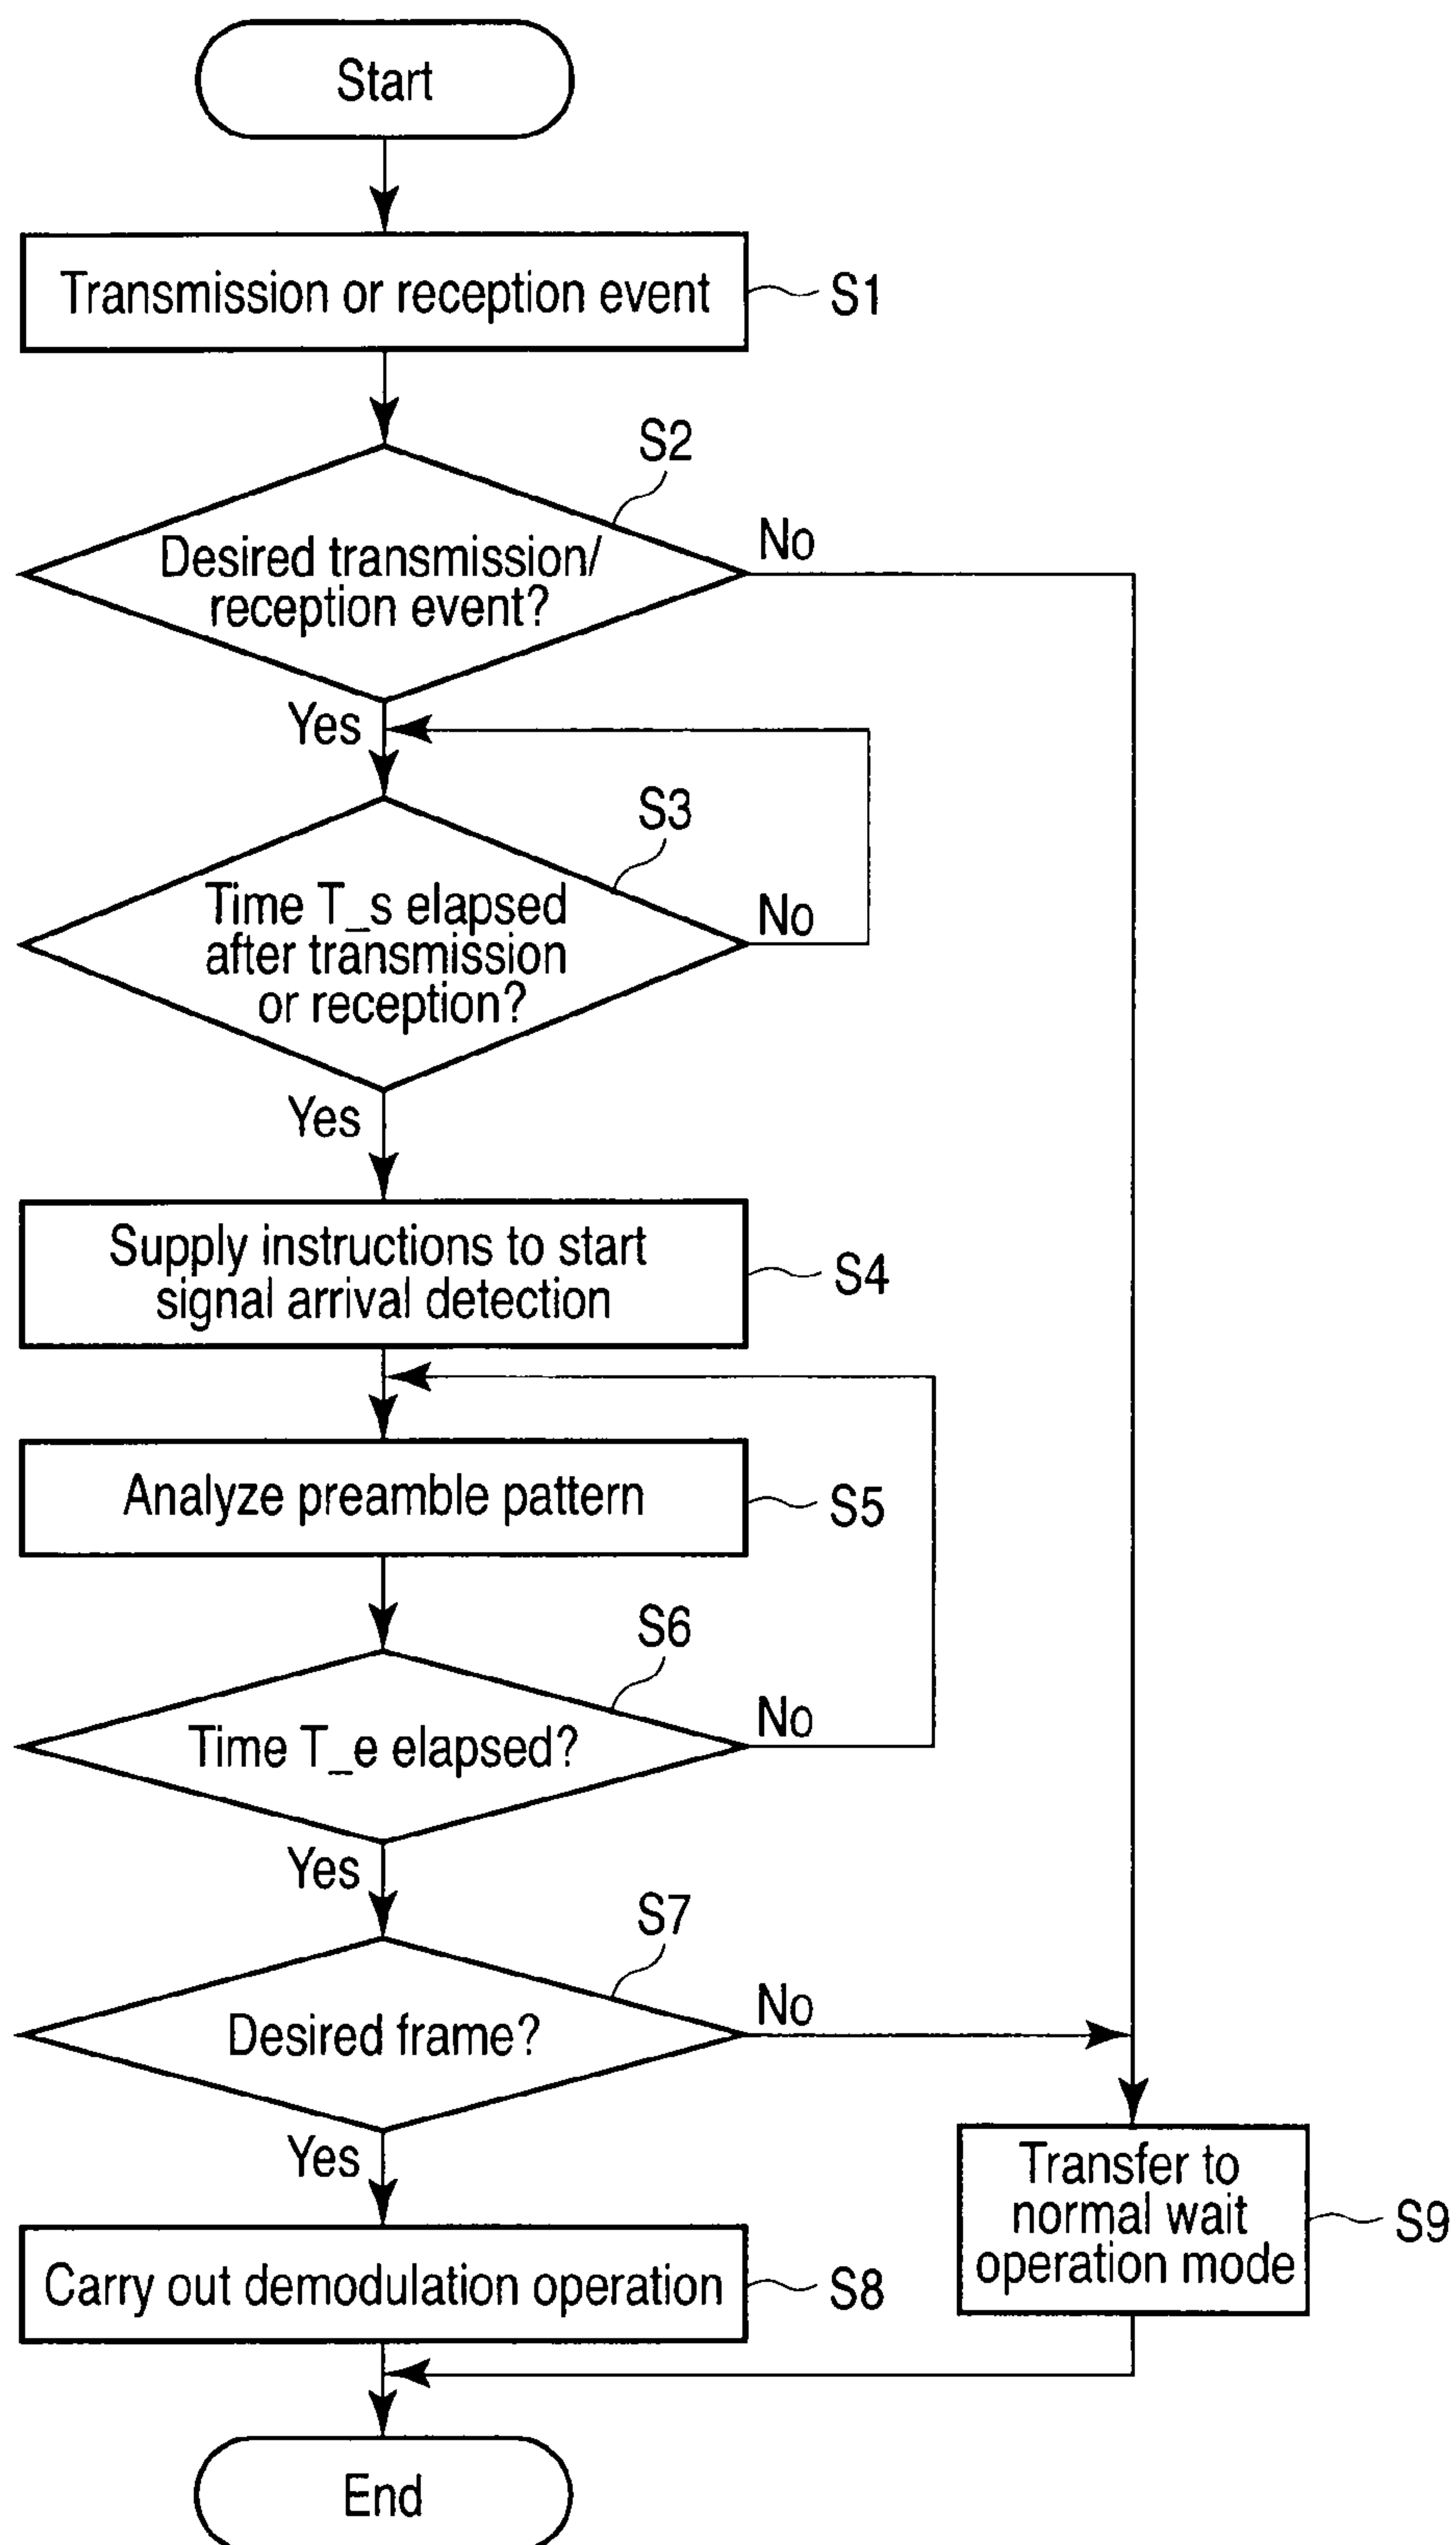 Start
Transmission or reception event
S1
S2
Desired transmission/
reception event?
No
Yes
S3
Time T_s elapsed
after transmission
or reception?
No
Yes
Supply instructions to start
signal arrival detection
S4
Analyze preamble pattern
S5
S6
Time T_e elapsed?
No
Yes
S7
Desired frame?
No
Yes
Transfer to
normal wait
operation mode
S9
Carry out demodulation operation
S8
End